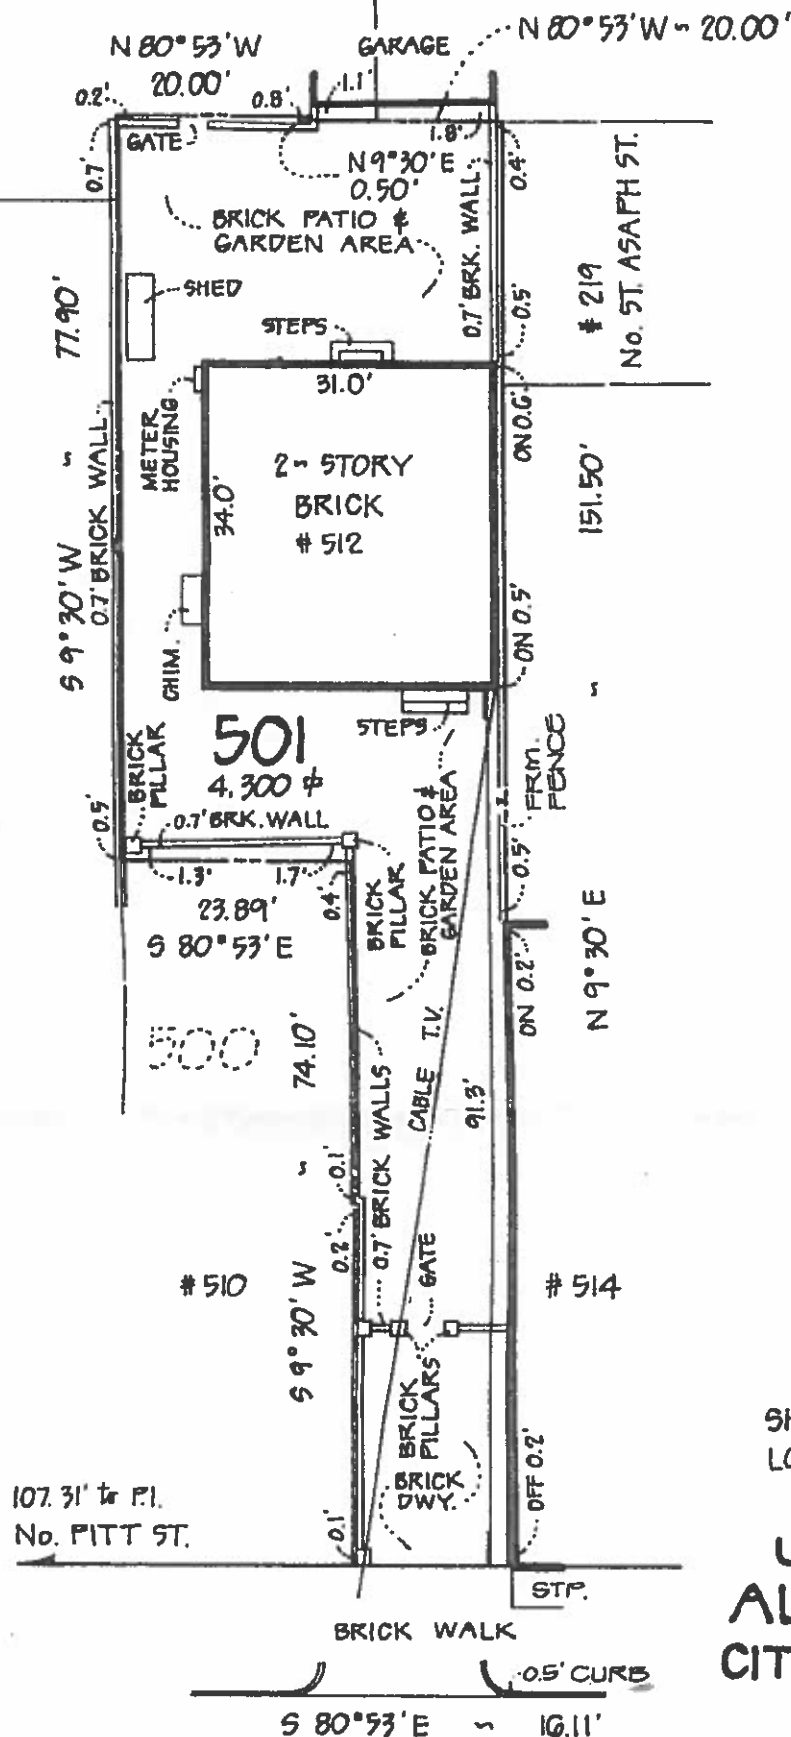 N 80°53'W
20.00'
GARAGE
N 80°53'W ~ 20.00'
0.2'
0.8'
1.1'
1.8'
GATE
0.7'
N 9°30'E
0.50'
0.4'
BRICK PATIO &
GARDEN AREA
0.7' BRK. WALL
# 219
No. ST. ASAPH ST.
77.90'
SHED
STEPS
0.5'
31.0'
METER
HOUSING
ON 0.6'
2 ~ STORY
BRICK
# 512
34.0'
151.50'
0.7' BRICK WALL
S 9°30'W ~
ON 0.5'
CHIM.
501
4,300 ⏍
STEPS
BRICK
PILLAR
0.7' BRK. WALL
FRM.
FENCE
0.5'
0.5'
1.3'
1.7'
0.4'
23.89'
S 80°53'E
BRICK
PILLAR
BRICK PATIO &
GARDEN AREA
~ N 9°30'E
ON 0.2'
500
74.10'
CABLE T.V.
91.3'
0.7' BRICK WALLS
0.1'
0.2'
GATE
# 510
# 514
~ S 9°30'W
BRICK
PILLARS
BRICK
DWY.
OFF 0.2'
0.1'
107.31' to P.I.
No. PITT ST.
STP.
BRICK WALK
0.5' CURB
S 80°53'E ~ 16.11'
SH
LO
U
AL
CIT